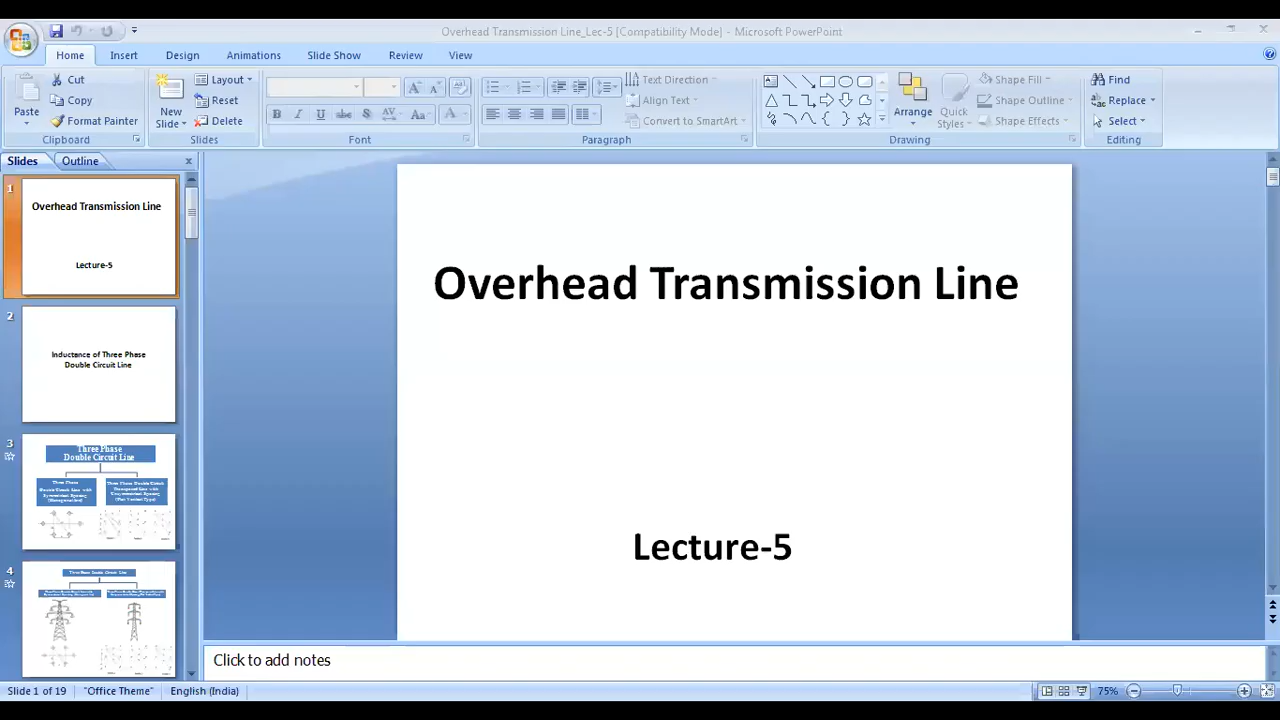 Overhead Transmission Line_Lec-5 [Compatibility Mode] - Microsoft PowerPoint
Home Insert Design Animations Slide Show Review View
Paste
Cut
Copy
Format Painter
Clipboard
New Slide
Layout
Reset
Delete
Slides
B I U abc S AV Aa A
Font
Text Direction
Align Text
Convert to SmartArt
Paragraph
Arrange
Quick Styles
Shape Fill
Shape Outline
Shape Effects
Drawing
Find
Replace
Select
Editing
Slides Outline
1
Overhead Transmission Line
Lecture-5
2
Inductance of Three Phase
Double Circuit Line
3
Three Phase
Double Circuit Line
4
Overhead Transmission Line
Lecture-5
Click to add notes
Slide 1 of 19 "Office Theme" English (India) 75%